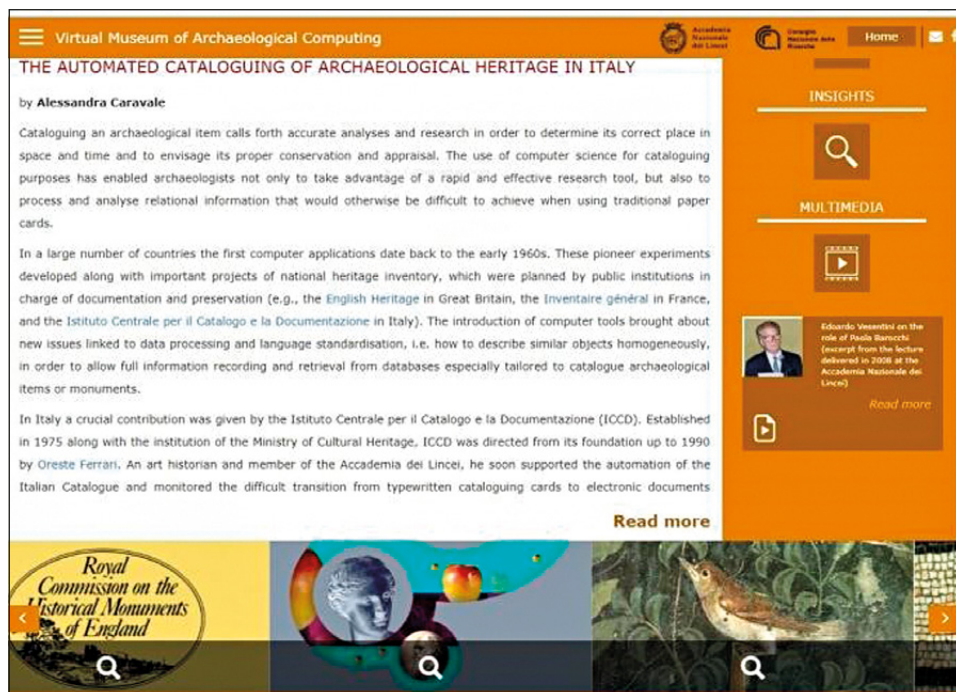 Virtual Museum of Archaeological Computing
Accademia
Nazionale
dei Lincei
Consiglio
Nazionale delle
Ricerche
Home
THE AUTOMATED CATALOGUING OF ARCHAEOLOGICAL HERITAGE IN ITALY
by Alessandra Caravale
Cataloguing an archaeological item calls forth accurate analyses and research in order to determine its correct place in
space and time and to envisage its proper conservation and appraisal. The use of computer science for cataloguing
purposes has enabled archaeologists not only to take advantage of a rapid and effective research tool, but also to
process and analyse relational information that would otherwise be difficult to achieve when using traditional paper
cards.
In a large number of countries the first computer applications date back to the early 1960s. These pioneer experiments
developed along with important projects of national heritage inventory, which were planned by public institutions in
charge of documentation and preservation (e.g., the English Heritage in Great Britain, the Inventaire général in France,
and the Istituto Centrale per il Catalogo e la Documentazione in Italy). The introduction of computer tools brought about
new issues linked to data processing and language standardisation, i.e. how to describe similar objects homogeneously,
in order to allow full information recording and retrieval from databases especially tailored to catalogue archaeological
items or monuments.
In Italy a crucial contribution was given by the Istituto Centrale per il Catalogo e la Documentazione (ICCD). Established
in 1975 along with the institution of the Ministry of Cultural Heritage, ICCD was directed from its foundation up to 1990
by Oreste Ferrari. An art historian and member of the Accademia dei Lincei, he soon supported the automation of the
Italian Catalogue and monitored the difficult transition from typewritten cataloguing cards to electronic documents
Read more
INSIGHTS
MULTIMEDIA
Edoardo Vesentini on the
role of Paola Barocchi
(excerpt from the lecture
delivered in 2008 at the
Accademia Nazionale dei
Lincei)
Read more
Royal
Commission on the
Historical Monuments
of England